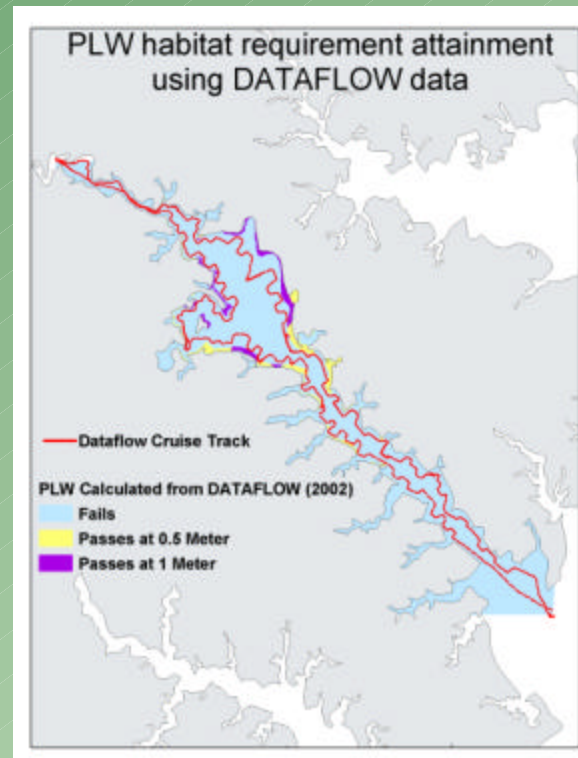 PLW habitat requirement attainment
using DATAFLOW data
Dataflow Cruise Track
PLW Calculated from DATAFLOW (2002)
Fails
Passes at 0.5 Meter
Passes at 1 Meter